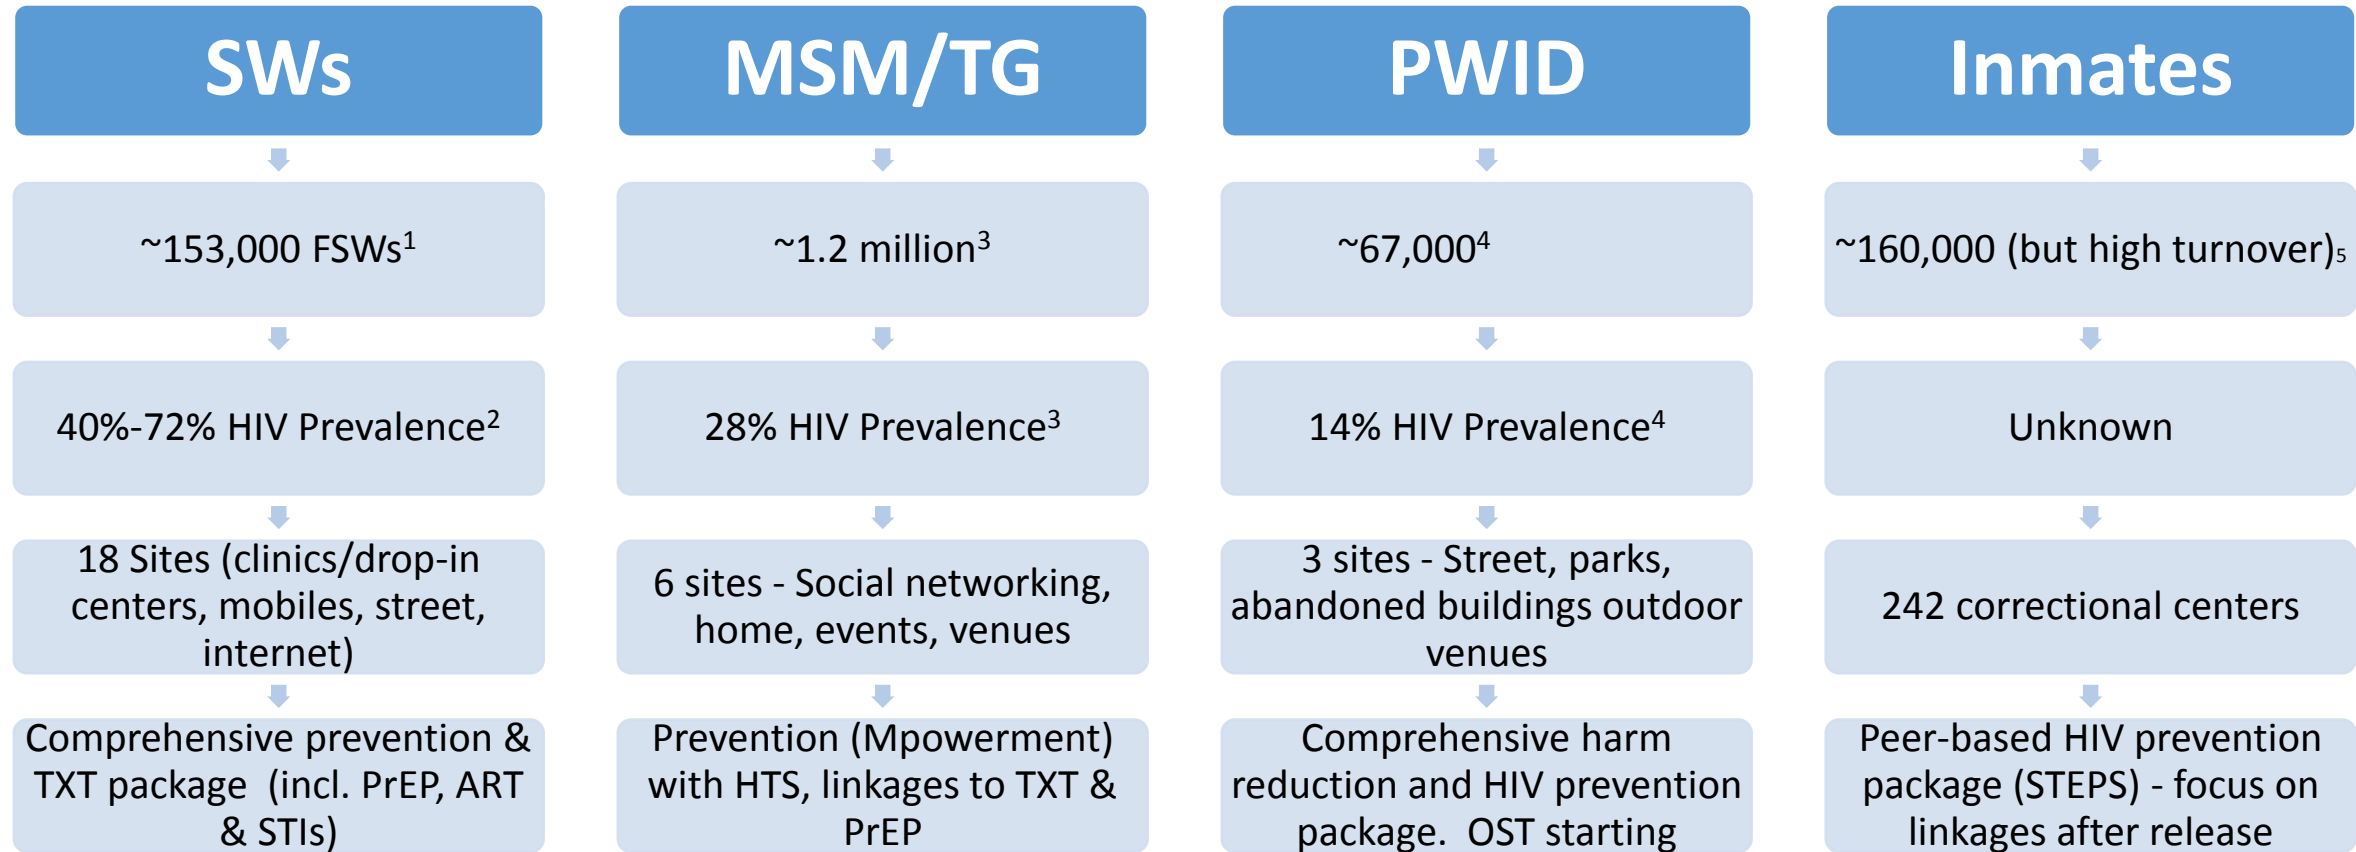 SWs
~153,000 FSWs1
40%-72% HIV Prevalence2
18 Sites (clinics/drop-in
centers, mobiles, street,
internet)
Comprehensive prevention &
TXT package (incl. PrEP, ART
& STIs)
MSM/TG
~1.2 million3
28% HIV Prevalence3
6 sites - Social networking,
home, events, venues
Prevention (Mpowerment)
with HTS, linkages to TXT &
PrEP
PWID
~67,0004
14% HIV Prevalence4
3 sites - Street, parks,
abandoned buildings outdoor
venues
Comprehensive harm
reduction and HIV prevention
package. OST starting
Inmates
~160,000 (but high turnover)5
Unknown
242 correctional centers
Peer-based HIV prevention
package (STEPS) - focus on
linkages after release